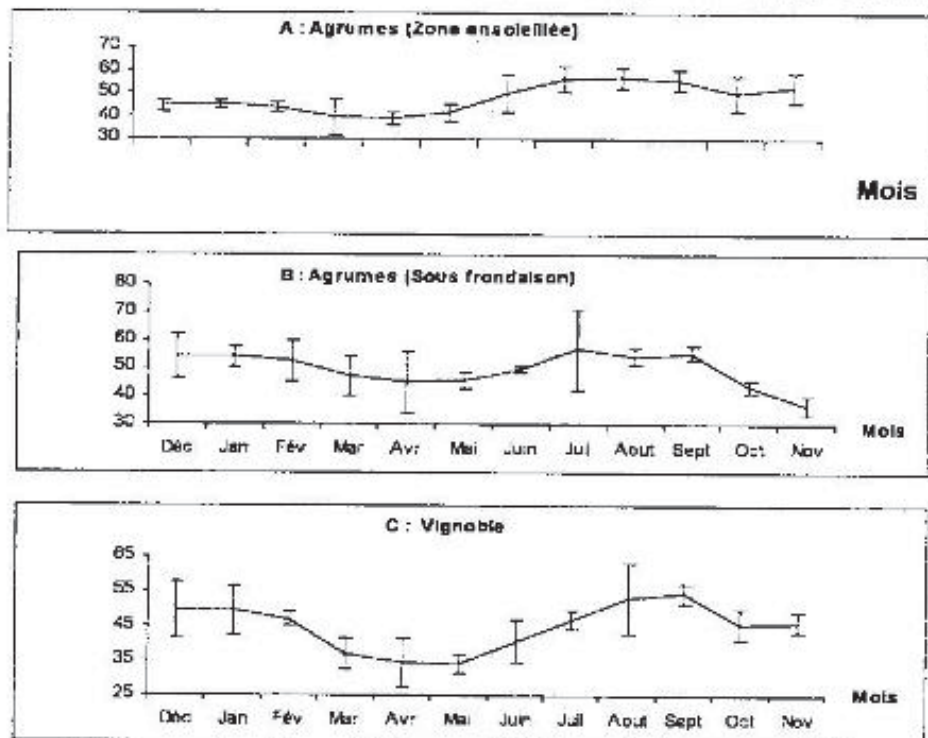 A : Agrumes (Zone ensoleillée)
70
60
50
40
30
Mois
B : Agrumes (Sous frondaison)
80
70
60
50
40
30
Mois
Déc Jan Fév Mar Avr Mai Juin Juil Aout Sept Oct Nov
C : Vignoble
65
55
45
35
25
Mois
Déc Jan Fév Mar Avr Mai Juin Juil Aout Sept Oct Nov